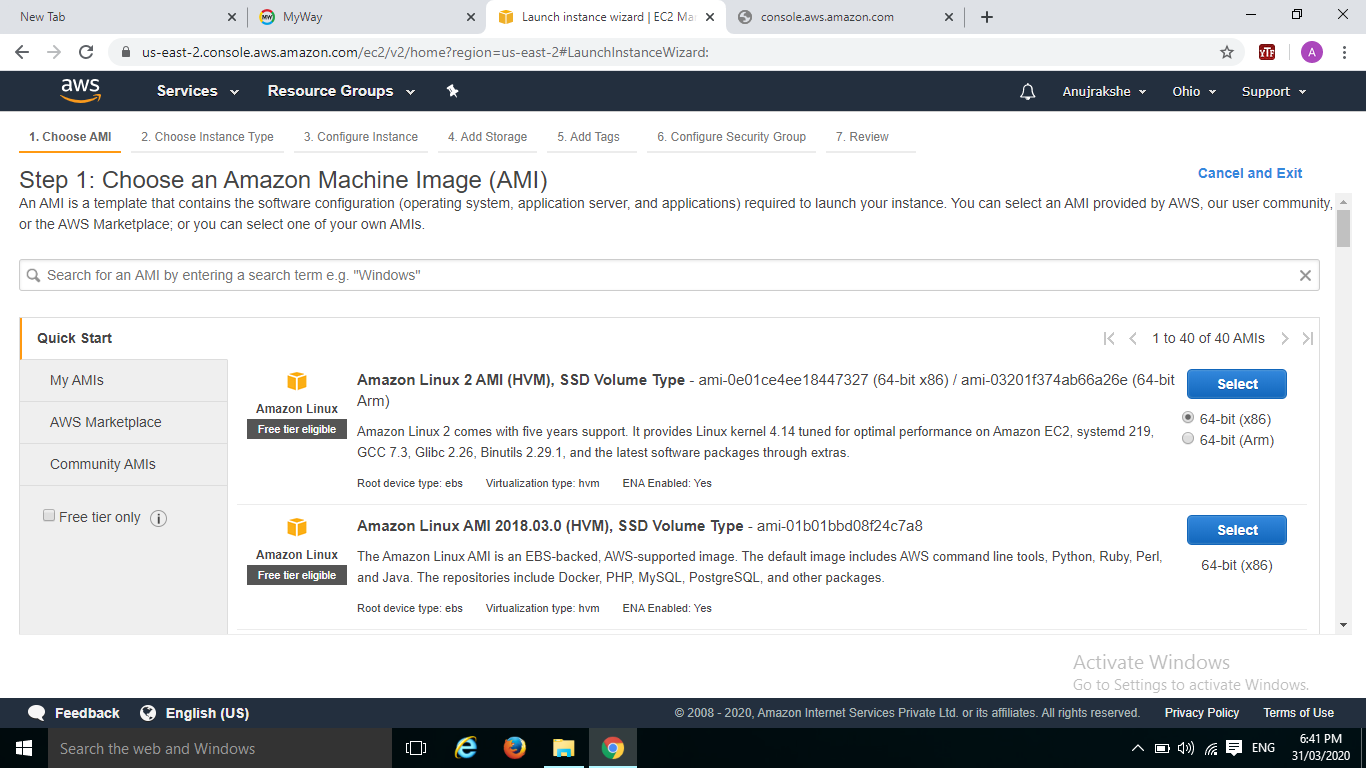 New Tab
MyWay
Launch instance wizard | EC2 Mar
console.aws.amazon.com
us-east-2.console.aws.amazon.com/ec2/v2/home?region=us-east-2#LaunchInstanceWizard:
YTF
A
aws
Services
Resource Groups
Anujrakshe
Ohio
Support
1. Choose AMI
2. Choose Instance Type
3. Configure Instance
4. Add Storage
5. Add Tags
6. Configure Security Group
7. Review
Step 1: Choose an Amazon Machine Image (AMI)
Cancel and Exit
An AMI is a template that contains the software configuration (operating system, application server, and applications) required to launch your instance. You can select an AMI provided by AWS, our user community,
or the AWS Marketplace; or you can select one of your own AMIs.
Search for an AMI by entering a search term e.g. "Windows"
Quick Start
1 to 40 of 40 AMIs
My AMIs
AWS Marketplace
Community AMIs
Free tier only
Amazon Linux
Free tier eligible
Amazon Linux 2 AMI (HVM), SSD Volume Type - ami-0e01ce4ee18447327 (64-bit x86) / ami-03201f374ab66a26e (64-bit
Arm)
Amazon Linux 2 comes with five years support. It provides Linux kernel 4.14 tuned for optimal performance on Amazon EC2, systemd 219,
GCC 7.3, Glibc 2.26, Binutils 2.29.1, and the latest software packages through extras.
Root device type: ebs
Virtualization type: hvm
ENA Enabled: Yes
Select
64-bit (x86)
64-bit (Arm)
Amazon Linux
Free tier eligible
Amazon Linux AMI 2018.03.0 (HVM), SSD Volume Type - ami-01b01bbd08f24c7a8
The Amazon Linux AMI is an EBS-backed, AWS-supported image. The default image includes AWS command line tools, Python, Ruby, Perl,
and Java. The repositories include Docker, PHP, MySQL, PostgreSQL, and other packages.
Root device type: ebs
Virtualization type: hvm
ENA Enabled: Yes
Select
64-bit (x86)
Activate Windows
Go to Settings to activate Windows.
Feedback
English (US)
© 2008 - 2020, Amazon Internet Services Private Ltd. or its affiliates. All rights reserved.
Privacy Policy
Terms of Use
Search the web and Windows
ENG
6:41 PM
31/03/2020